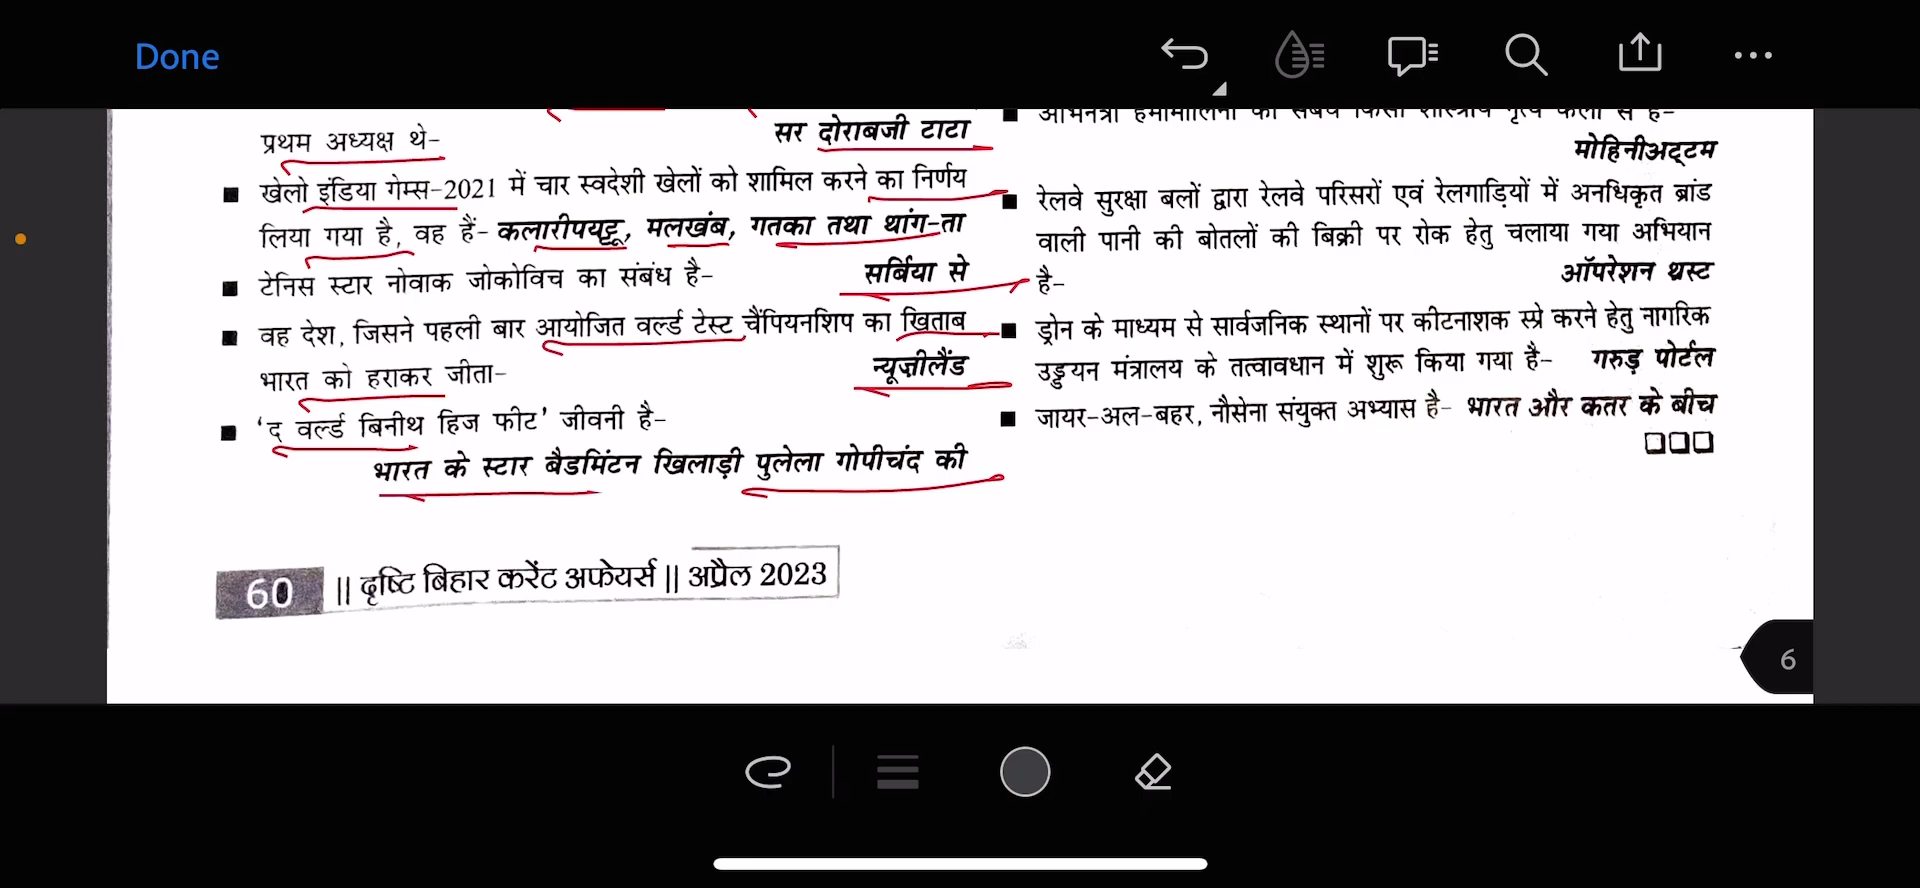 Done
प्रथम अध्यक्ष थे- सर दोराबजी टाटा
■ खेलो इंडिया गेम्स-2021 में चार स्वदेशी खेलों को शामिल करने का निर्णय
लिया गया है, वह हैं- कलारीपयट्टू, मलखंब, गतका तथा थांग-ता
■ टेनिस स्टार नोवाक जोकोविच का संबंध है- सर्बिया से
■ वह देश, जिसने पहली बार आयोजित वर्ल्ड टेस्ट चैंपियनशिप का खिताब
भारत को हराकर जीता- न्यूज़ीलैंड
■ ‘द वर्ल्ड बिनीथ हिज फीट’ जीवनी है-
भारत के स्टार बैडमिंटन खिलाड़ी पुलेला गोपीचंद की
■ अभिनेत्री हेमामालिनी का संबंध किसी शास्त्रीय नृत्य कला से है-
मोहिनीअट्टम
■ रेलवे सुरक्षा बलों द्वारा रेलवे परिसरों एवं रेलगाड़ियों में अनधिकृत ब्रांड
वाली पानी की बोतलों की बिक्री पर रोक हेतु चलाया गया अभियान
है- ऑपरेशन थ्रस्ट
■ ड्रोन के माध्यम से सार्वजनिक स्थानों पर कीटनाशक स्प्रे करने हेतु नागरिक
उड्डयन मंत्रालय के तत्वावधान में शुरू किया गया है- गरुड़ पोर्टल
■ जायर-अल-बहर, नौसेना संयुक्त अभ्यास है- भारत और कतर के बीच
□□□
60 || दृष्टि बिहार करेंट अफेयर्स || अप्रैल 2023
6